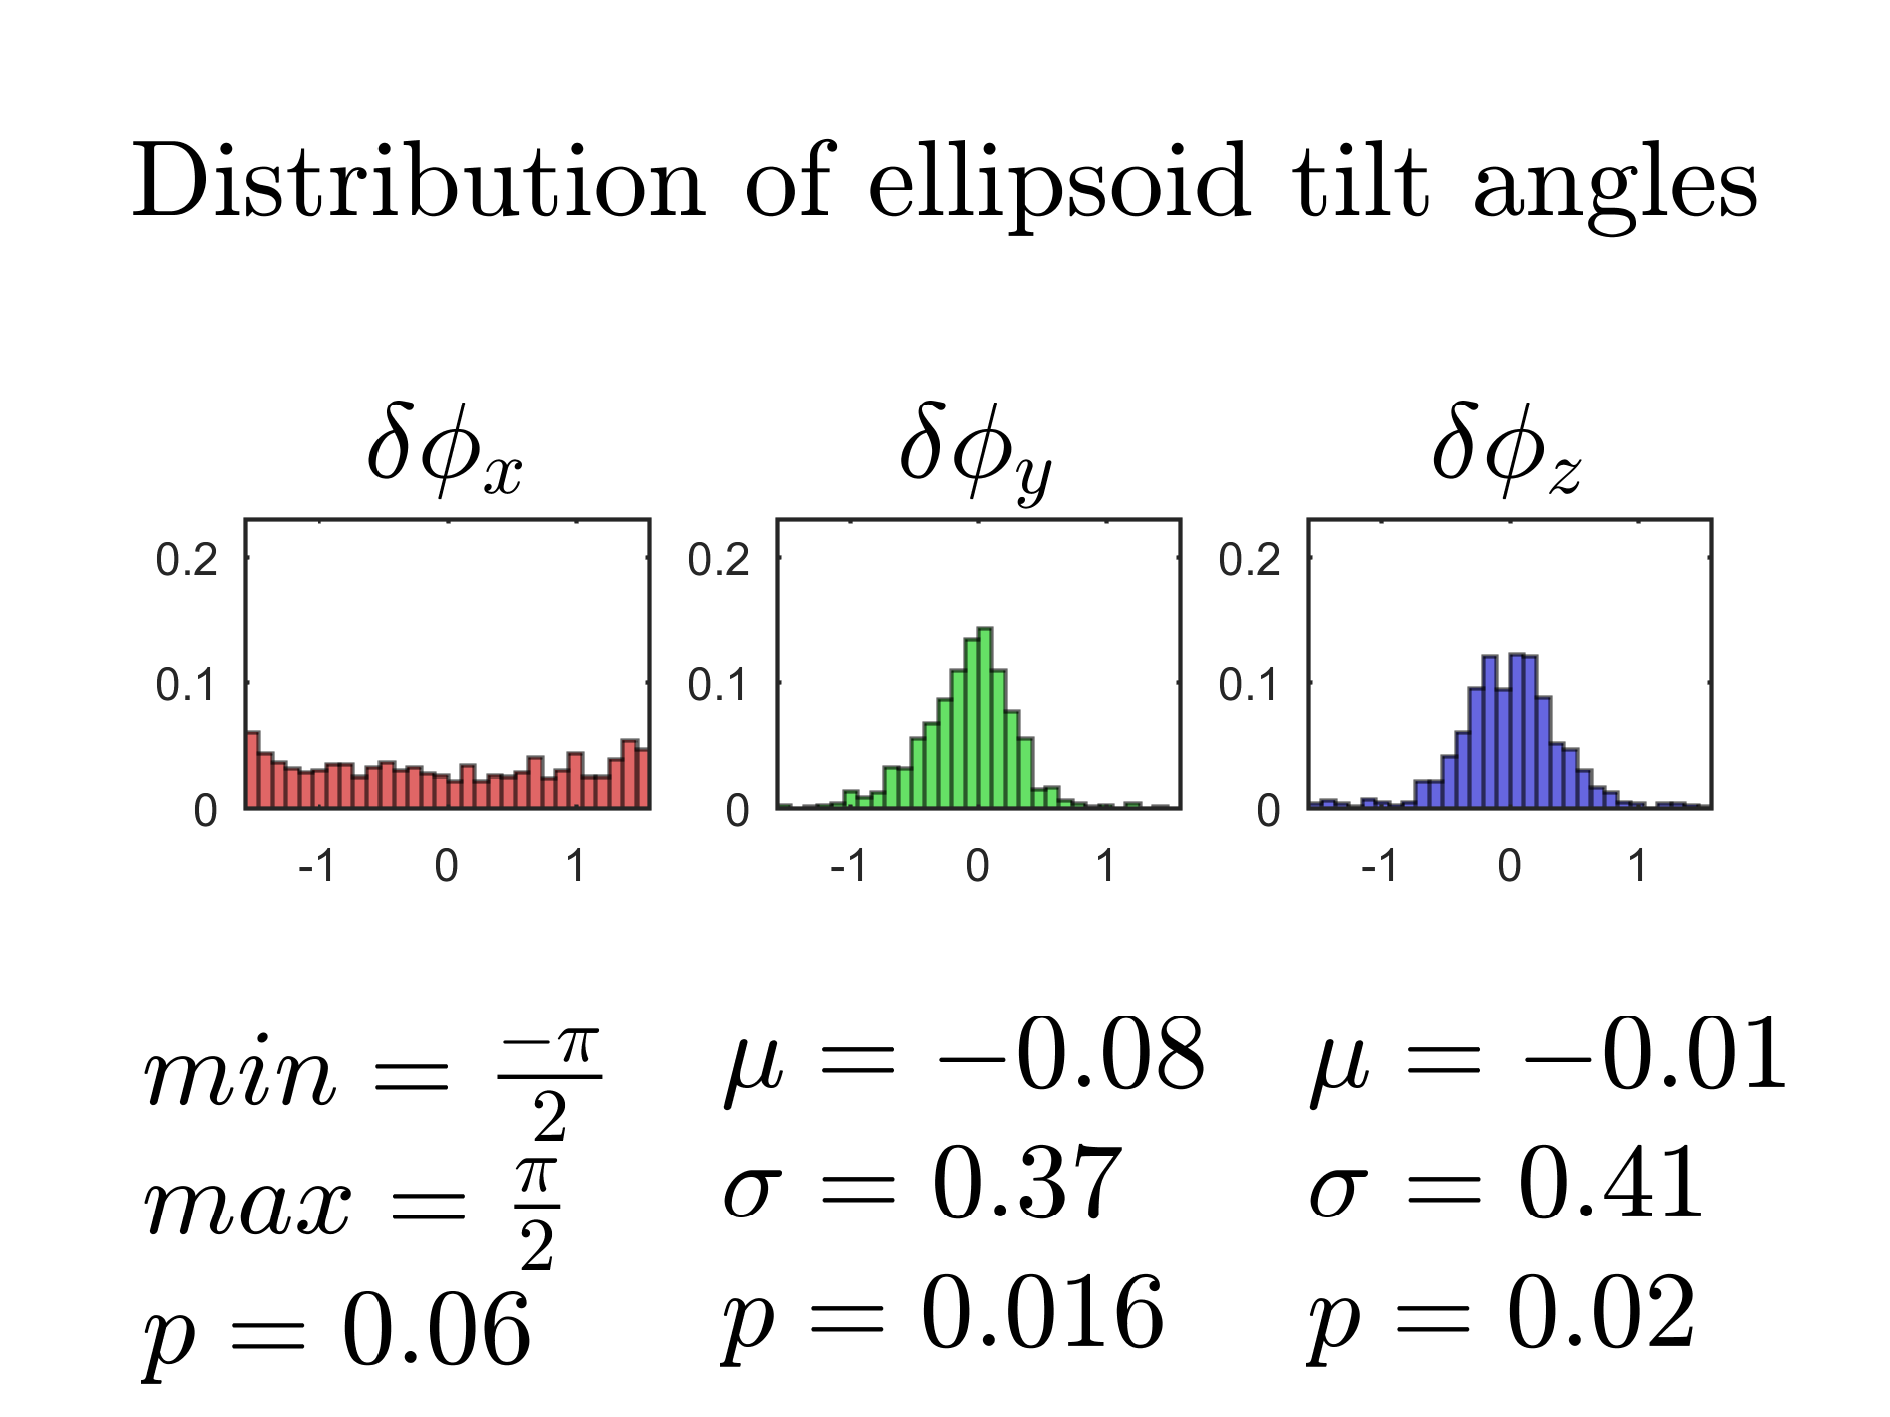 Distribution of ellipsoid tilt angles
δϕx δϕy δϕz
0.2 0.2 0.2
0.1 0.1 0.1
0 0 0
-1 0 1 -1 0 1 -1 0 1
min = −π/2 μ = −0.08 μ = −0.01
max = π/2 σ = 0.37 σ = 0.41
p = 0.06 p = 0.016 p = 0.02